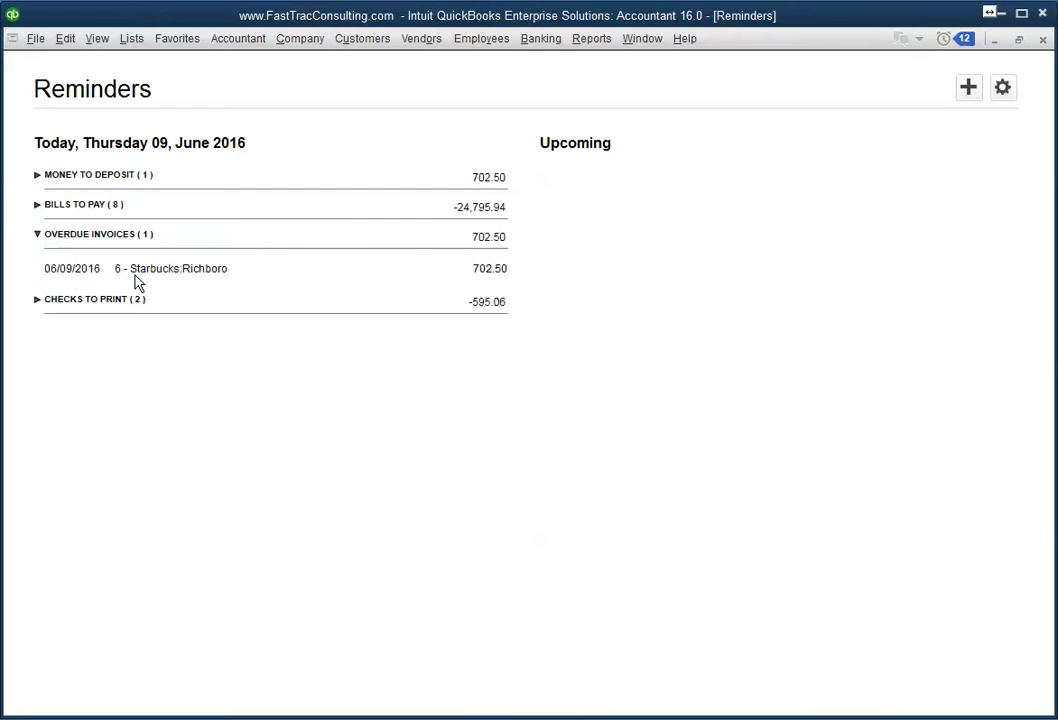 qb www.FastTracConsulting.com - Intuit QuickBooks Enterprise Solutions: Accountant 16.0 - [Reminders]
File Edit View Lists Favorites Accountant Company Customers Vendors Employees Banking Reports Window Help 12
Reminders
Today, Thursday 09, June 2016 Upcoming
MONEY TO DEPOSIT ( 1 ) 702.50
BILLS TO PAY ( 8 ) -24,795.94
OVERDUE INVOICES ( 1 ) 702.50
06/09/2016 6 - Starbucks:Richboro 702.50
CHECKS TO PRINT ( 2 ) -595.06